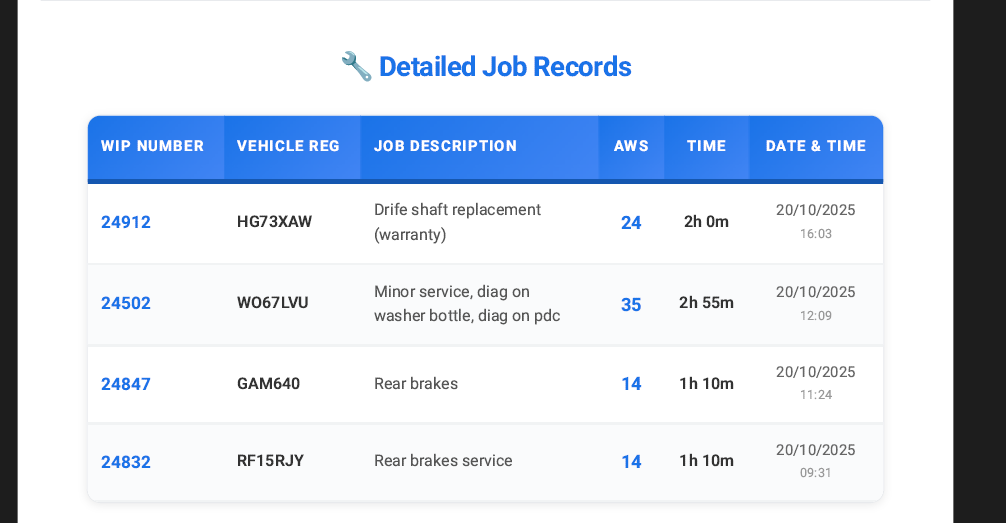 🔧 Detailed Job Records
WIP NUMBER VEHICLE REG JOB DESCRIPTION AWS TIME DATE & TIME
24912 HG73XAW Drife shaft replacement (warranty) 24 2h 0m 20/10/2025 16:03
24502 WO67LVU Minor service, diag on washer bottle, diag on pdc 35 2h 55m 20/10/2025 12:09
24847 GAM640 Rear brakes 14 1h 10m 20/10/2025 11:24
24832 RF15RJY Rear brakes service 14 1h 10m 20/10/2025 09:31